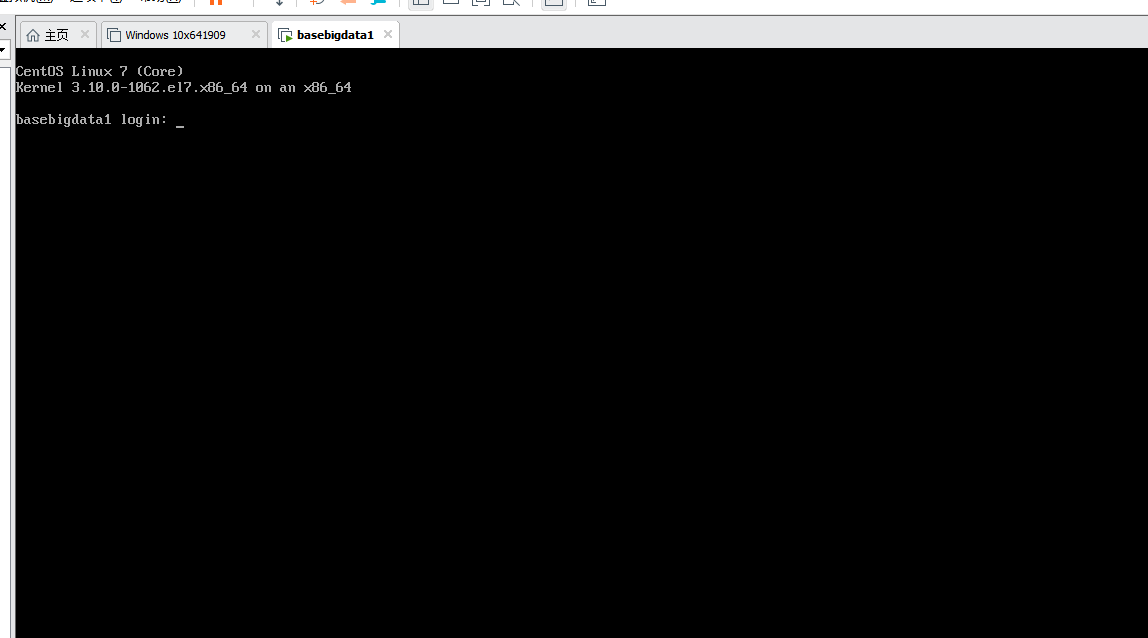 主页
Windows 10x641909
basebigdata1
CentOS Linux 7 (Core)
Kernel 3.10.0-1062.el7.x86_64 on an x86_64
basebigdata1 login: _